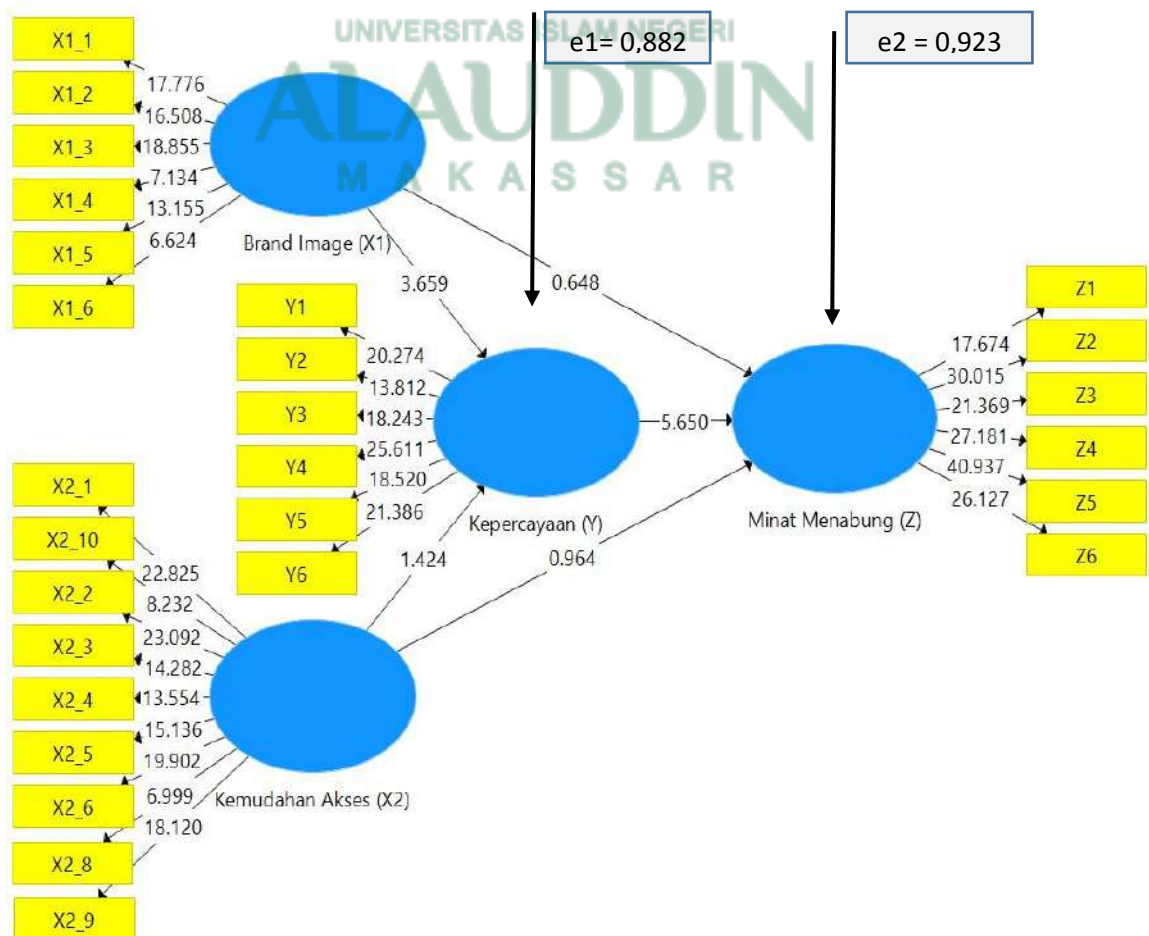 UNIVERSITAS ISLAM NEGERI
ALAUDDIN
MAKASSAR
e1= 0,882
e2 = 0,923
X1_1
X1_2
X1_3
X1_4
X1_5
X1_6
17.776
16.508
18.855
7.134
13.155
6.624
Brand Image (X1)
3.659
0.648
Y1
Y2
Y3
Y4
Y5
Y6
20.274
13.812
18.243
25.611
18.520
21.386
Kepercayaan (Y)
5.650
Z1
Z2
Z3
Z4
Z5
Z6
17.674
30.015
21.369
27.181
40.937
26.127
Minat Menabung (Z)
X2_1
X2_10
X2_2
X2_3
X2_4
X2_5
X2_6
X2_8
X2_9
22.825
8.232
23.092
14.282
13.554
15.136
19.902
6.999
18.120
Kemudahan Akses (X2)
1.424
0.964